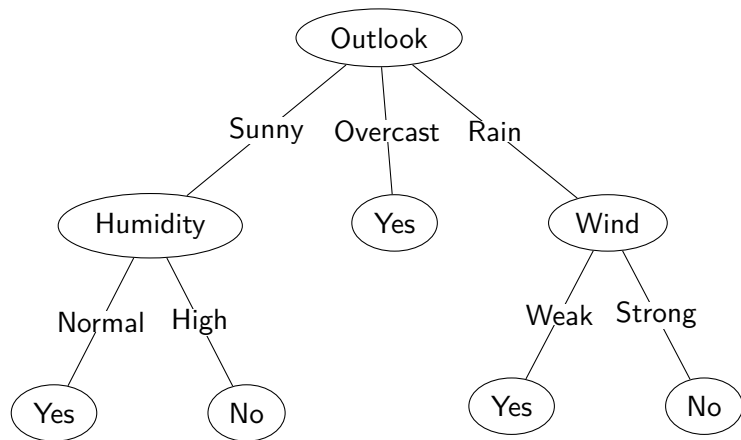 Outlook
Sunny Overcast Rain
Humidity Yes Wind
Normal High Weak Strong
Yes No Yes No